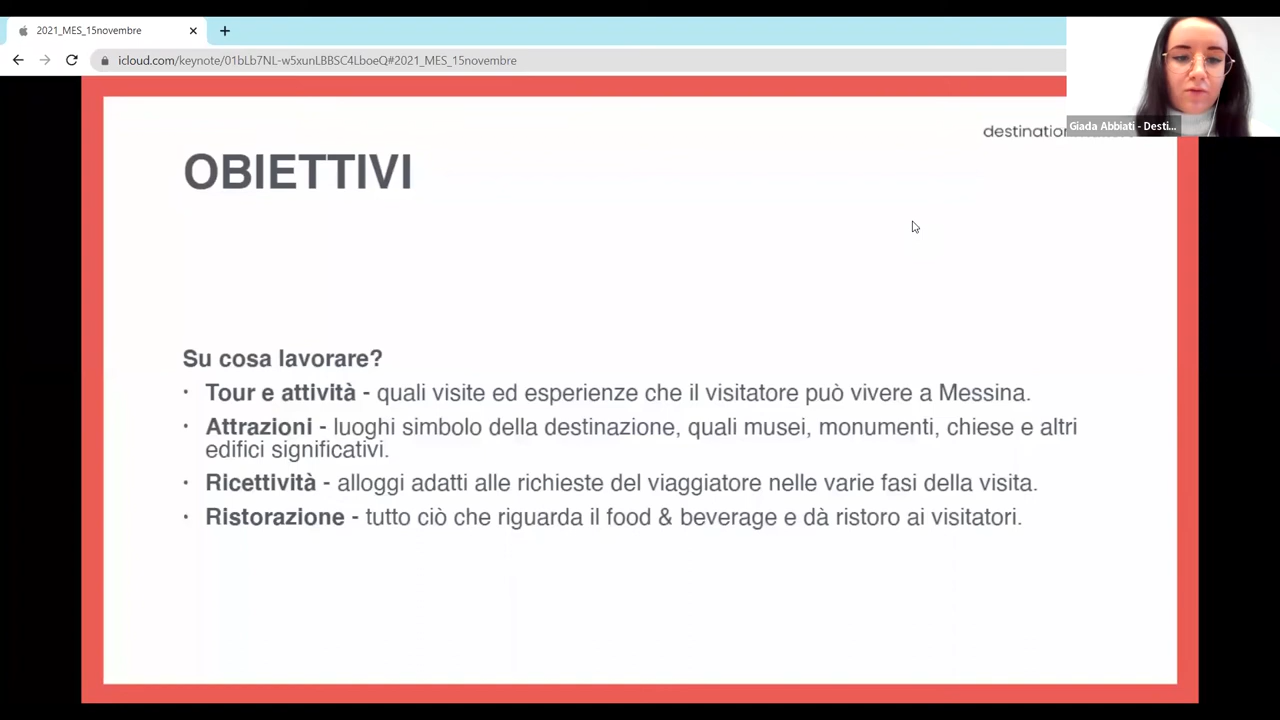 2021_MES_15novembre
icloud.com/keynote/01bLb7NL-w5xunLBBSC4LboeQ#2021_MES_15novembre
Giada Abbiati - Desti...
destination
OBIETTIVI
Su cosa lavorare?
• Tour e attività - quali visite ed esperienze che il visitatore può vivere a Messina.
• Attrazioni - luoghi simbolo della destinazione, quali musei, monumenti, chiese e altri
edifici significativi.
• Ricettività - alloggi adatti alle richieste del viaggiatore nelle varie fasi della visita.
• Ristorazione - tutto ciò che riguarda il food & beverage e dà ristoro ai visitatori.